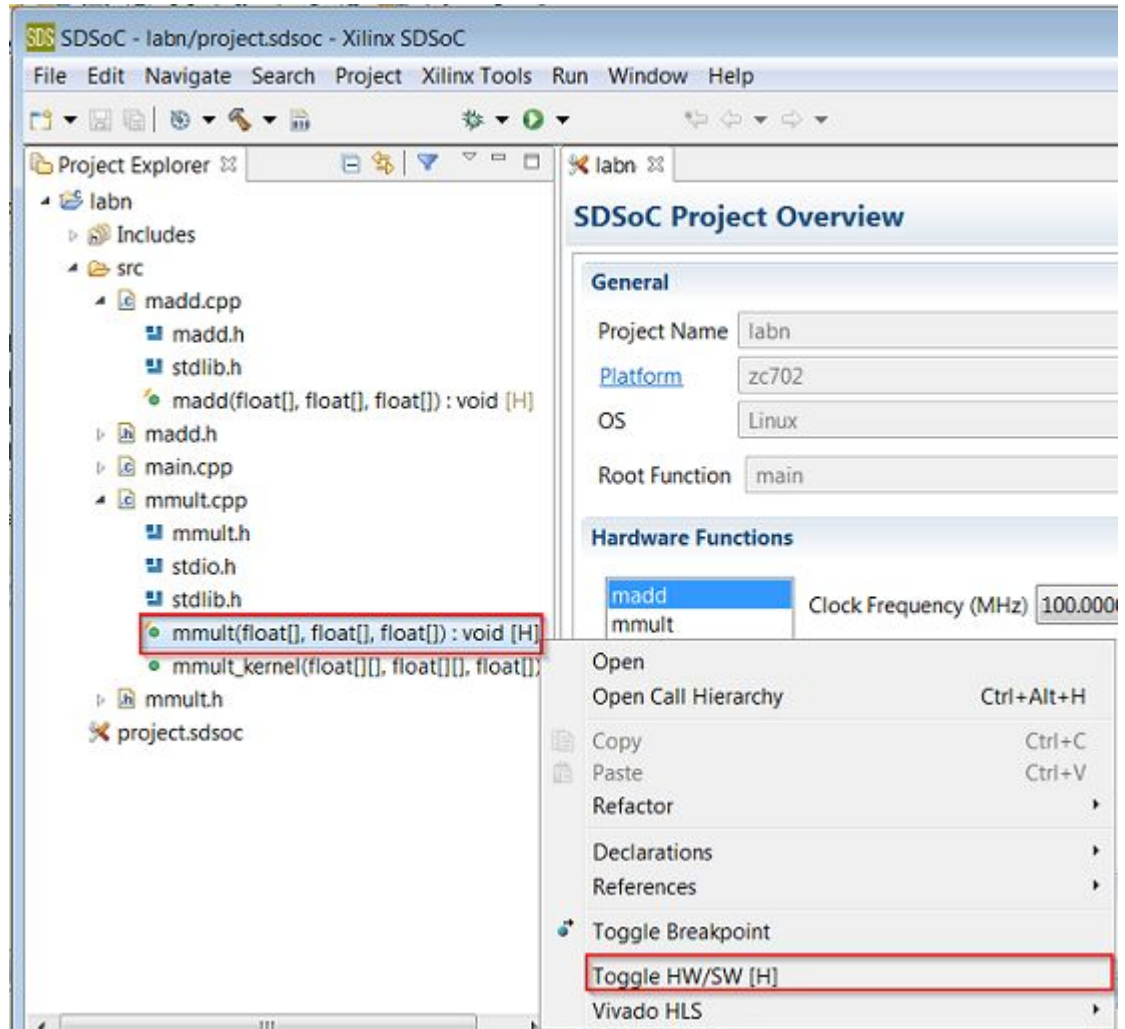 SDS SDSoC - labn/project.sdsoc - Xilinx SDSoC
File Edit Navigate Search Project Xilinx Tools Run Window Help
Project Explorer
labn
Includes
src
madd.cpp
madd.h
stdlib.h
madd(float[], float[], float[]) : void [H]
madd.h
main.cpp
mmult.cpp
mmult.h
stdio.h
stdlib.h
mmult(float[], float[], float[]) : void [H]
mmult_kernel(float[][], float[][], float[])
mmult.h
project.sdsoc
labn
SDSoC Project Overview
General
Project Name labn
Platform zc702
OS Linux
Root Function main
Hardware Functions
madd
mmult
Clock Frequency (MHz) 100.0000
Open
Open Call Hierarchy Ctrl+Alt+H
Copy Ctrl+C
Paste Ctrl+V
Refactor
Declarations
References
Toggle Breakpoint
Toggle HW/SW [H]
Vivado HLS